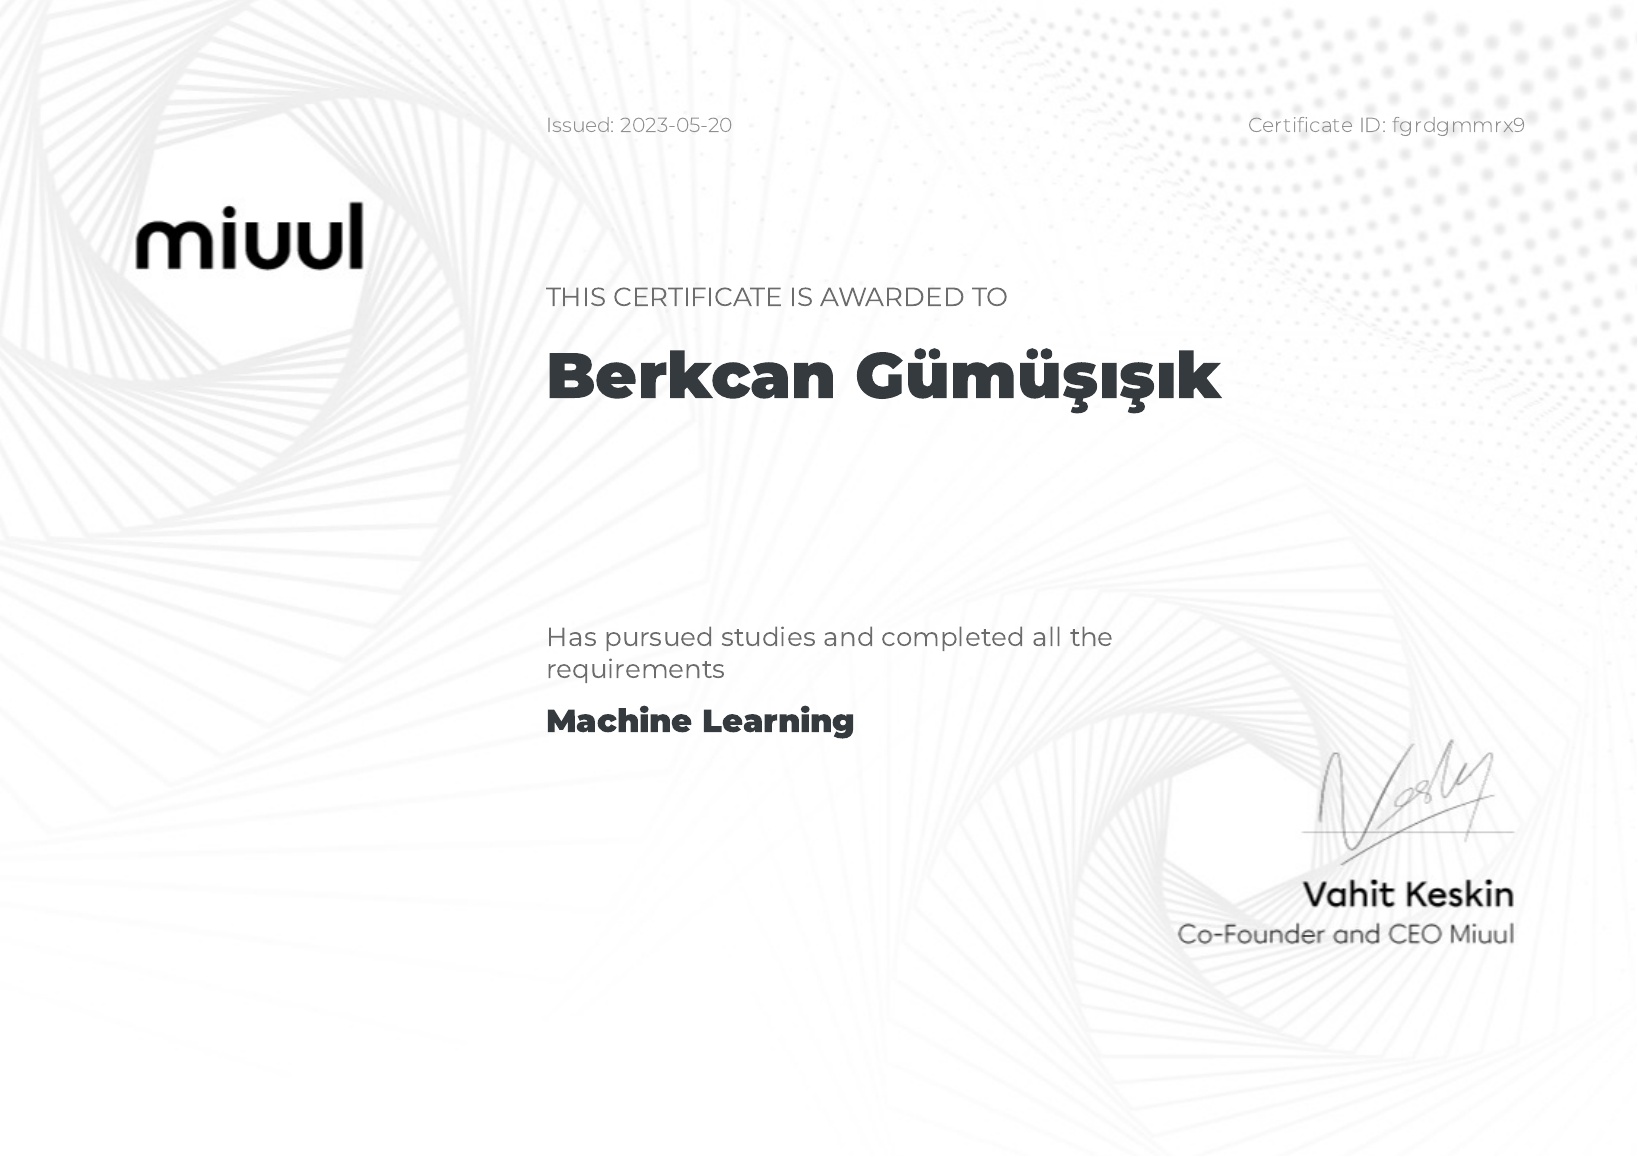 Issued: 2023-05-20
Certificate ID: fgrdgmmrx9
miuul
THIS CERTIFICATE IS AWARDED TO
Berkcan Gümüşışık
Has pursued studies and completed all the
requirements
Machine Learning
Vahit Keskin
Co-Founder and CEO Miuul